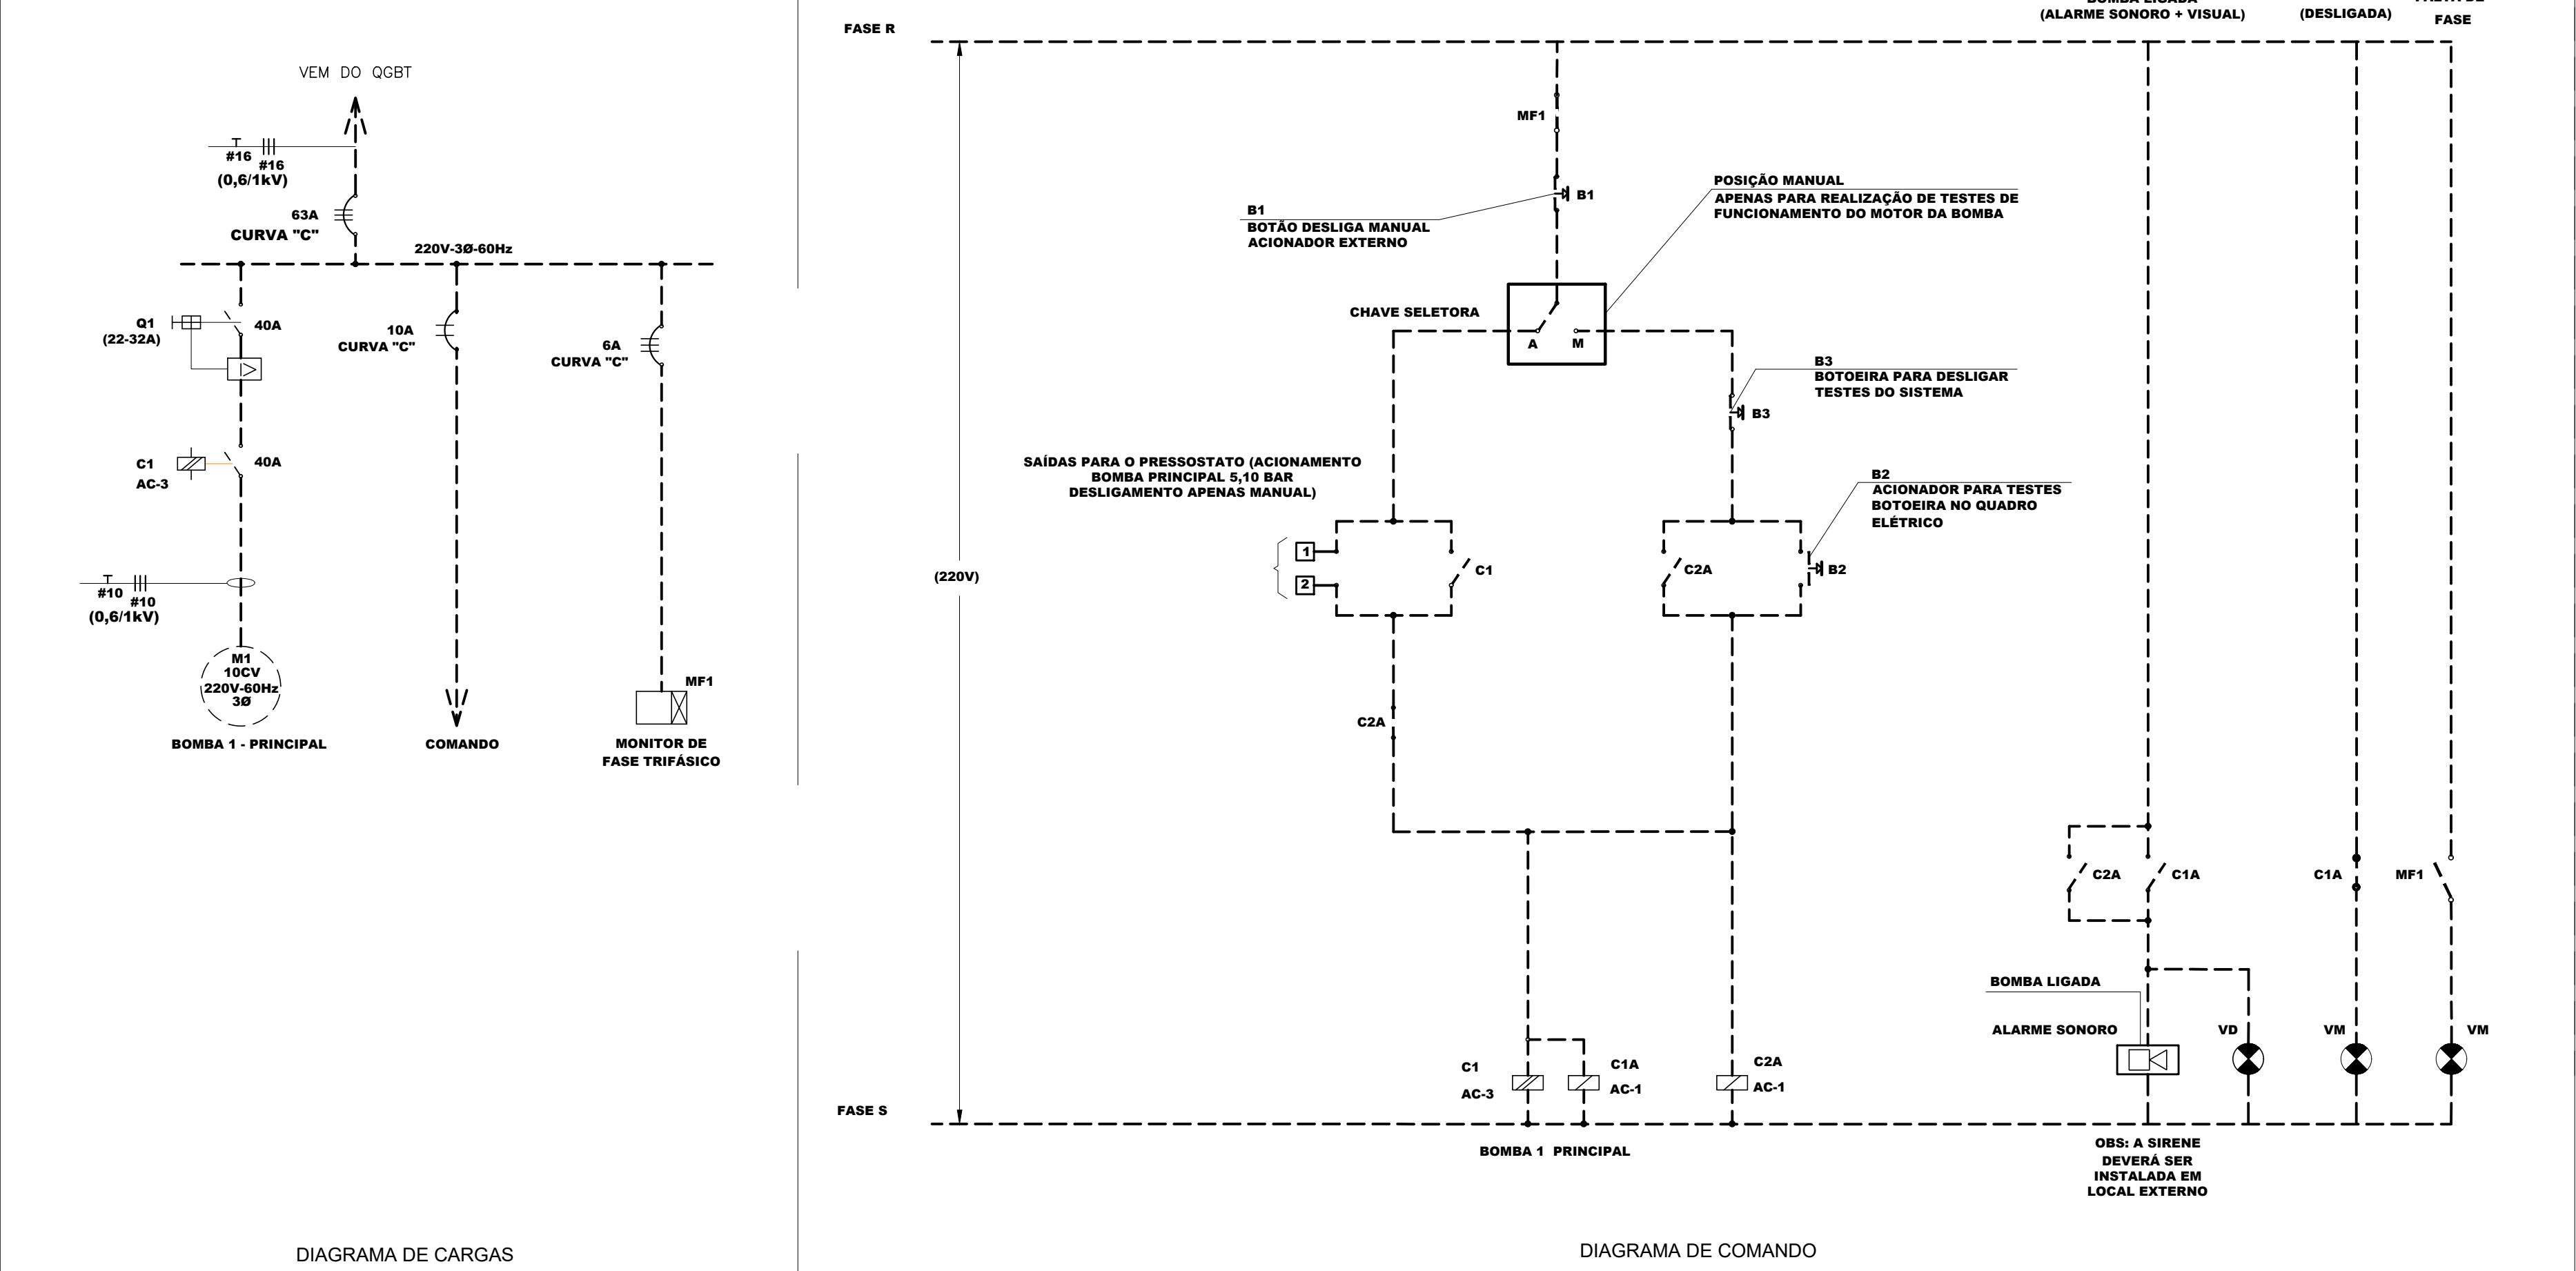 VEM DO QGBT
#16
#16
(0,6/1kV)
63A
CURVA "C"
220V-3Ø-60Hz
Q1
(22-32A)
40A
10A
CURVA "C"
6A
CURVA "C"
C1
AC-3
40A
#10
#10
(0,6/1kV)
M1
10CV
220V-60Hz
3Ø
MF1
BOMBA 1 - PRINCIPAL
COMANDO
MONITOR DE
FASE TRIFÁSICO
DIAGRAMA DE CARGAS
BOMBA LIGADA
(ALARME SONORO + VISUAL)
(DESLIGADA)
FALTA DE
FASE
FASE R
MF1
B1
B1
BOTÃO DESLIGA MANUAL
ACIONADOR EXTERNO
POSIÇÃO MANUAL
APENAS PARA REALIZAÇÃO DE TESTES DE
FUNCIONAMENTO DO MOTOR DA BOMBA
CHAVE SELETORA
A
M
B3
BOTOEIRA PARA DESLIGAR
TESTES DO SISTEMA
B3
SAÍDAS PARA O PRESSOSTATO (ACIONAMENTO
BOMBA PRINCIPAL 5,10 BAR
DESLIGAMENTO APENAS MANUAL)
B2
ACIONADOR PARA TESTES
BOTOEIRA NO QUADRO
ELÉTRICO
1
2
C1
C2A
B2
(220V)
C2A
C2A
C1A
C1A
MF1
BOMBA LIGADA
ALARME SONORO
VD
VM
VM
C1
AC-3
C1A
AC-1
C2A
AC-1
FASE S
BOMBA 1 PRINCIPAL
OBS: A SIRENE
DEVERÁ SER
INSTALADA EM
LOCAL EXTERNO
DIAGRAMA DE COMANDO